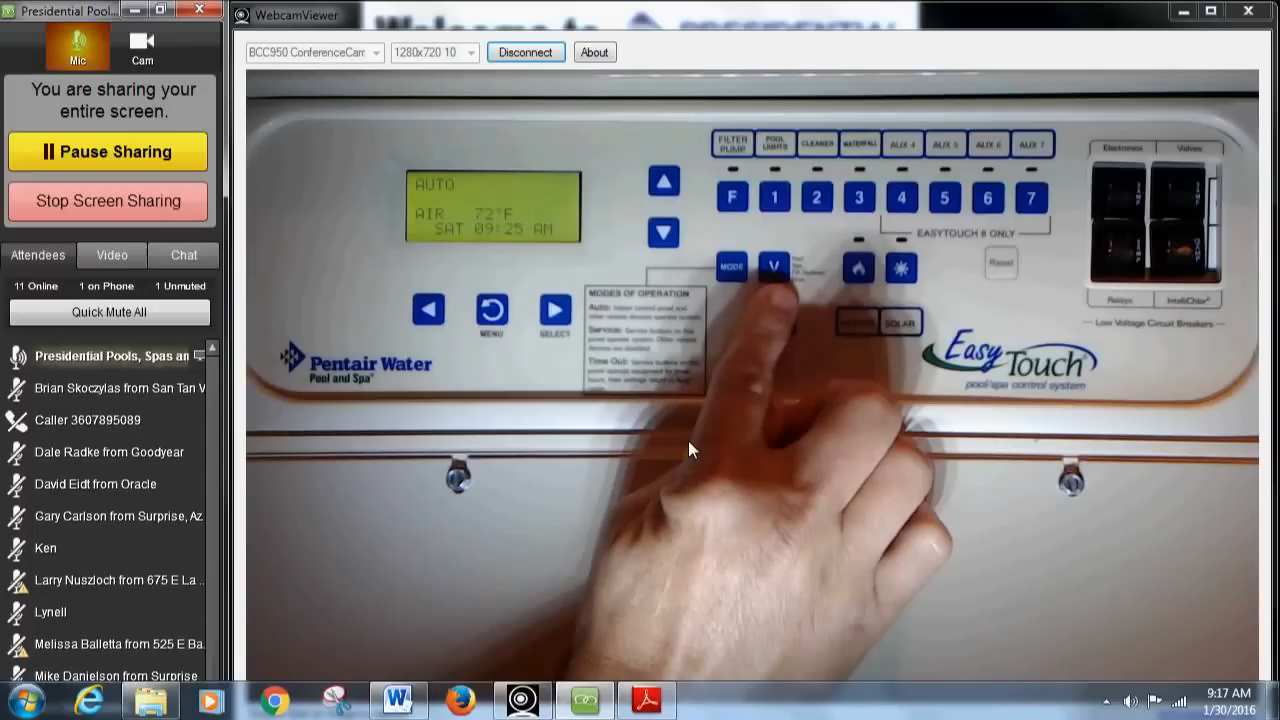 Presidential Pool...
WebcamViewer
Mic
Cam
BCC950 ConferenceCam
1280x720 10
Disconnect
About
You are sharing your
entire screen.
Pause Sharing
Stop Screen Sharing
Attendees
Video
Chat
11 Online
1 on Phone
1 Unmuted
Quick Mute All
Presidential Pools, Spas an
Brian Skoczylas from San Tan V
Caller 3607895089
Dale Radke from Goodyear
David Eidt from Oracle
Gary Carlson from Surprise, Az
Ken
Larry Nuszloch from 675 E La ..
Lynell
Melissa Balletta from 525 E Ba.
Mike Danielson from Surprise
AUTO
AIR 72°F
SAT 09:25 AM
FILTER PUMP
POOL LIGHTS
CLEANER
WATERFALL
AUX 4
AUX 5
AUX 6
AUX 7
F
1
2
3
4
5
6
7
EASYTOUCH 8 ONLY
MODE
V
Reset
SOLAR
MENU
SELECT
MODES OF OPERATION
Auto:
Service:
Time Out:
Pentair Water
Pool and Spa®
EasyTouch
pool/spa control system
Electronics
Valves
Relays
IntelliChlor®
Low Voltage Circuit Breakers
9:17 AM
1/30/2016